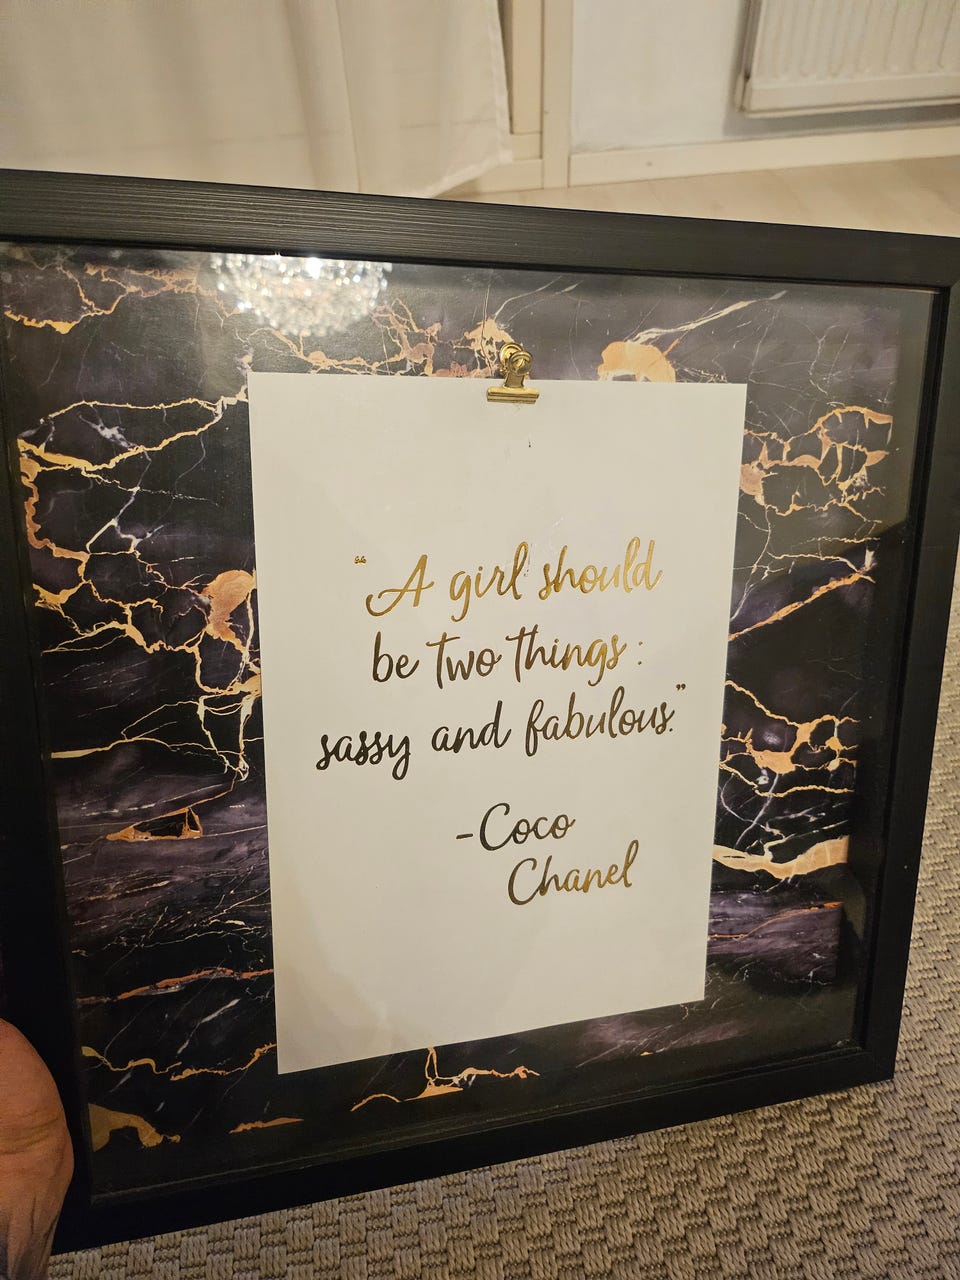 “A girl should
be two things:
sassy and fabulous.”
-Coco
Chanel